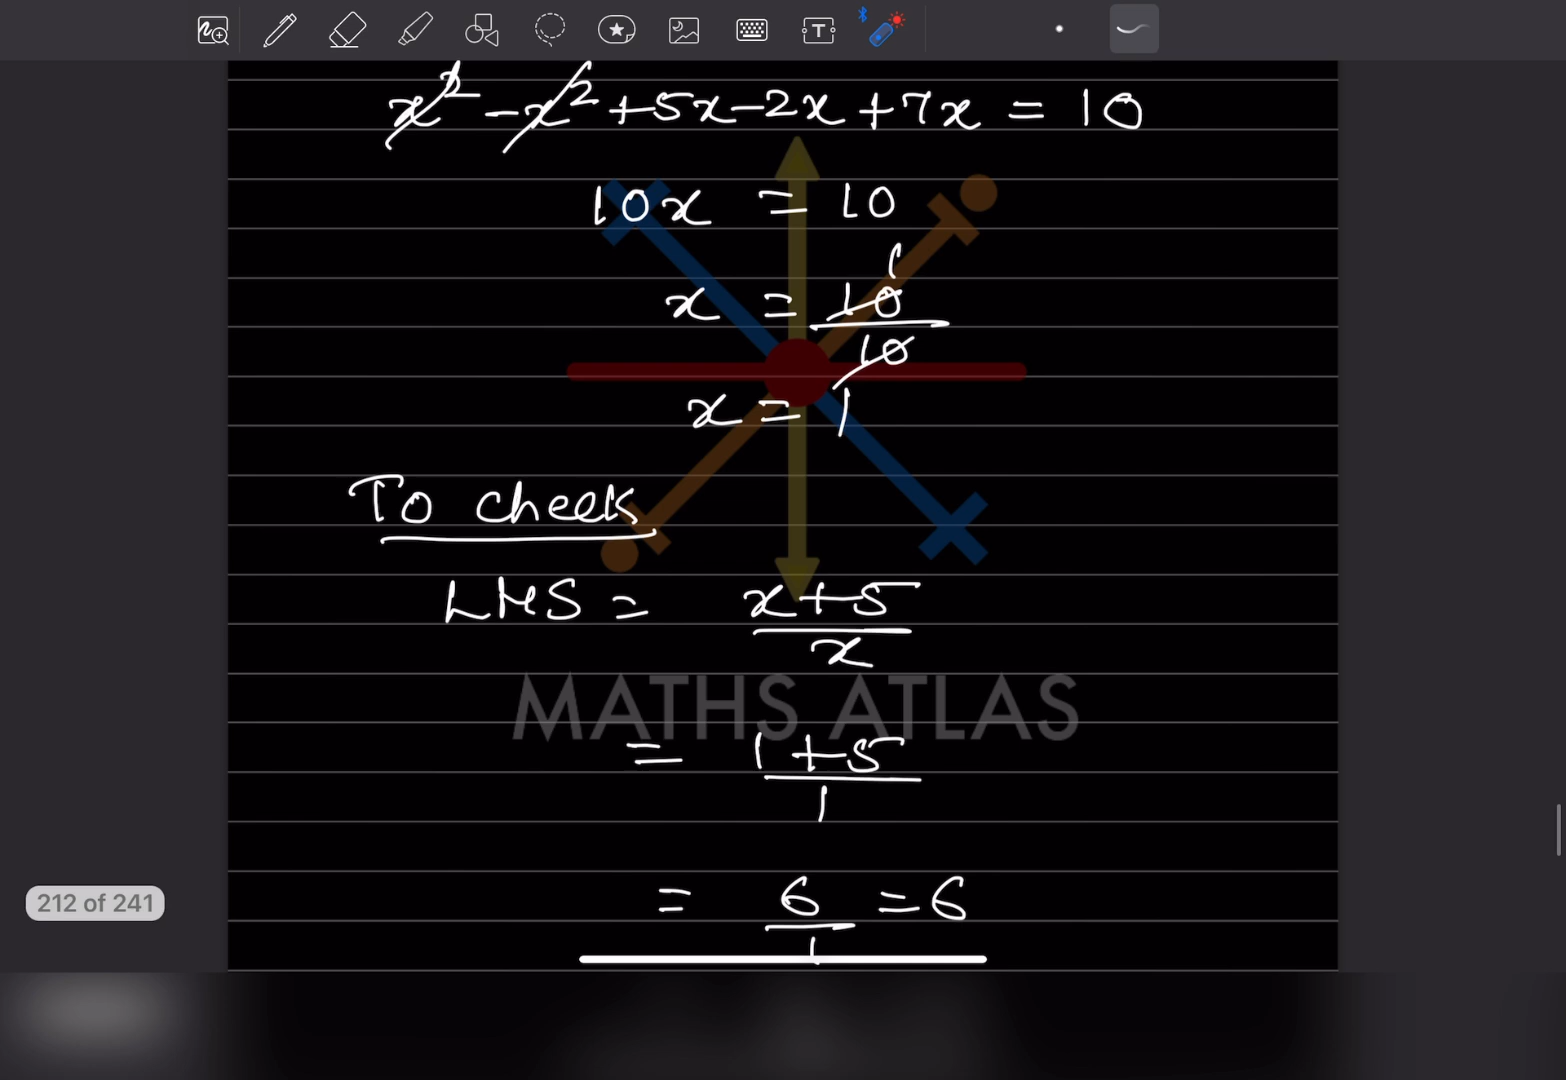 x² - x² + 5x - 2x + 7x = 10
10x = 10
1
x = 10/10
x = 1
To check
LHS = x+5/x
MATHS ATLAS
= 1+5/1
212 of 241
= 6/1 = 6